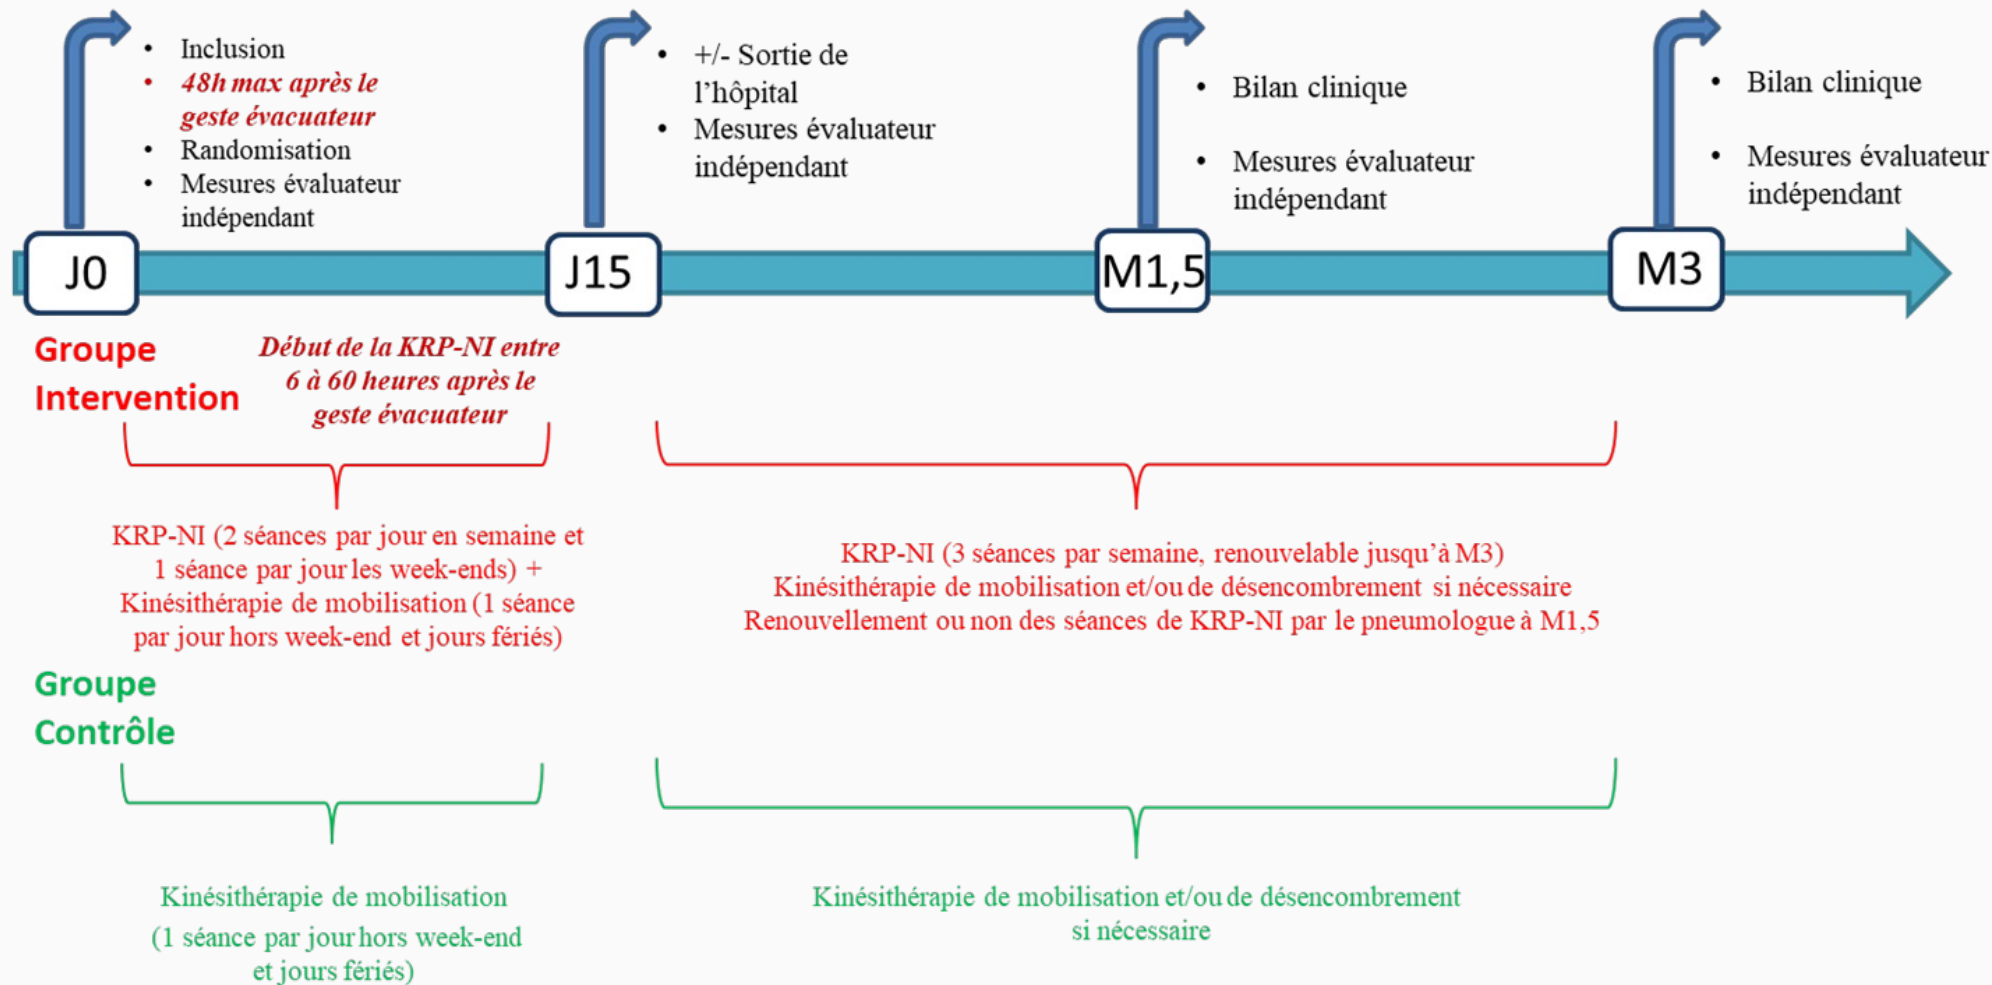 • Inclusion
• 48h max après le
geste évacuateur
• Randomisation
• Mesures évaluateur
indépendant
• +/- Sortie de
l’hôpital
• Mesures évaluateur
indépendant
• Bilan clinique
• Mesures évaluateur
indépendant
• Bilan clinique
• Mesures évaluateur
indépendant
J0
J15
M1,5
M3
Groupe
Intervention
Début de la KRP-NI entre
6 à 60 heures après le
geste évacuateur
KRP-NI (2 séances par jour en semaine et
1 séance par jour les week-ends) +
Kinésithérapie de mobilisation (1 séance
par jour hors week-end et jours fériés)
KRP-NI (3 séances par semaine, renouvelable jusqu’à M3)
Kinésithérapie de mobilisation et/ou de désencombrement si nécessaire
Renouvellement ou non des séances de KRP-NI par le pneumologue à M1,5
Groupe
Contrôle
Kinésithérapie de mobilisation
(1 séance par jour hors week-end
et jours fériés)
Kinésithérapie de mobilisation et/ou de désencombrement
si nécessaire